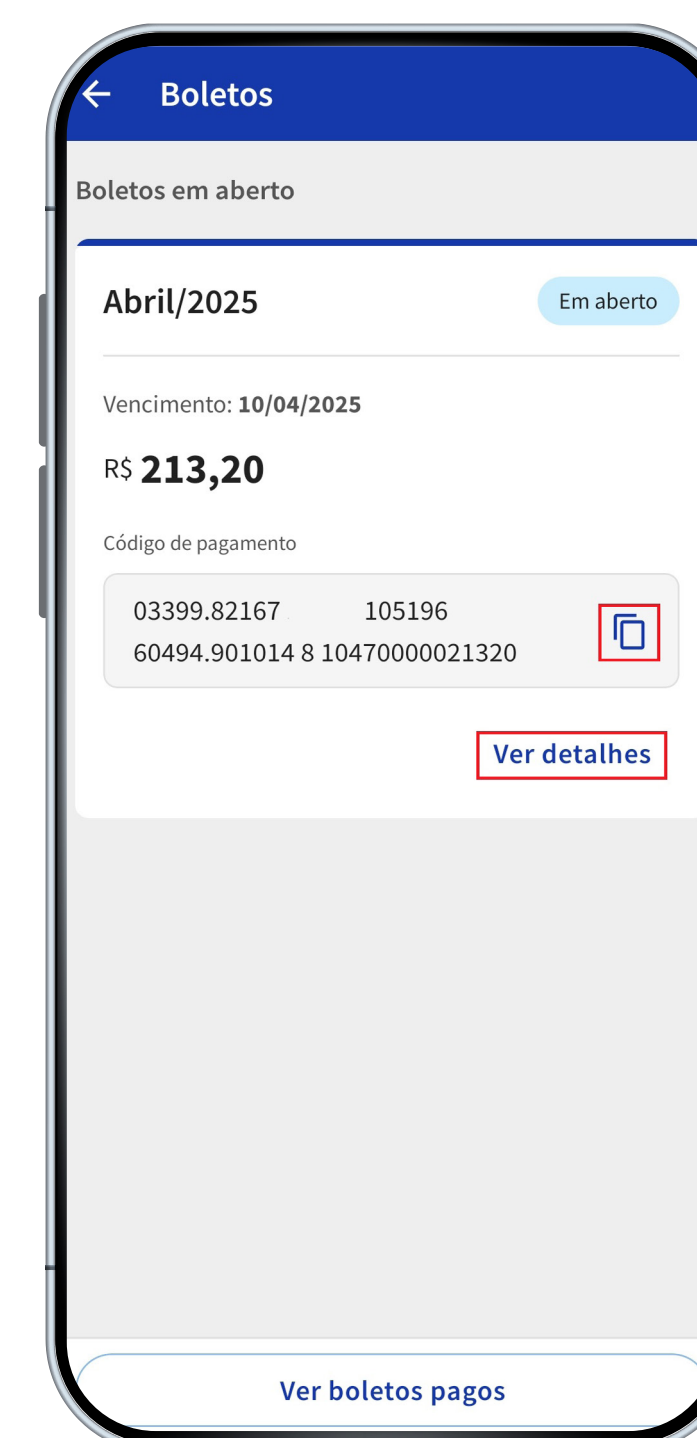 Boletos
Boletos em aberto
Abril/2025 Em aberto
Vencimento: 10/04/2025
R$ 213,20
Código de pagamento
03399.82167 105196
60494.901014 8 10470000021320
Ver detalhes
Ver boletos pagos